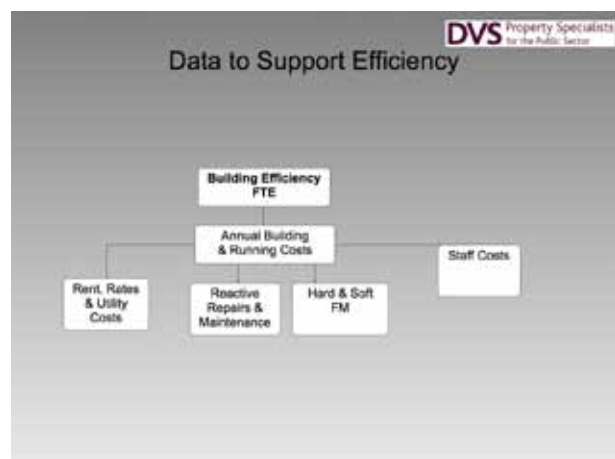 DVS Property Specialists
for the Public Sector
Data to Support Efficiency
Building Efficiency
FTE
Annual Building
& Running Costs
Staff Costs
Rent, Rates
& Utility
Costs
Reactive
Repairs &
Maintenance
Hard & Soft
FM